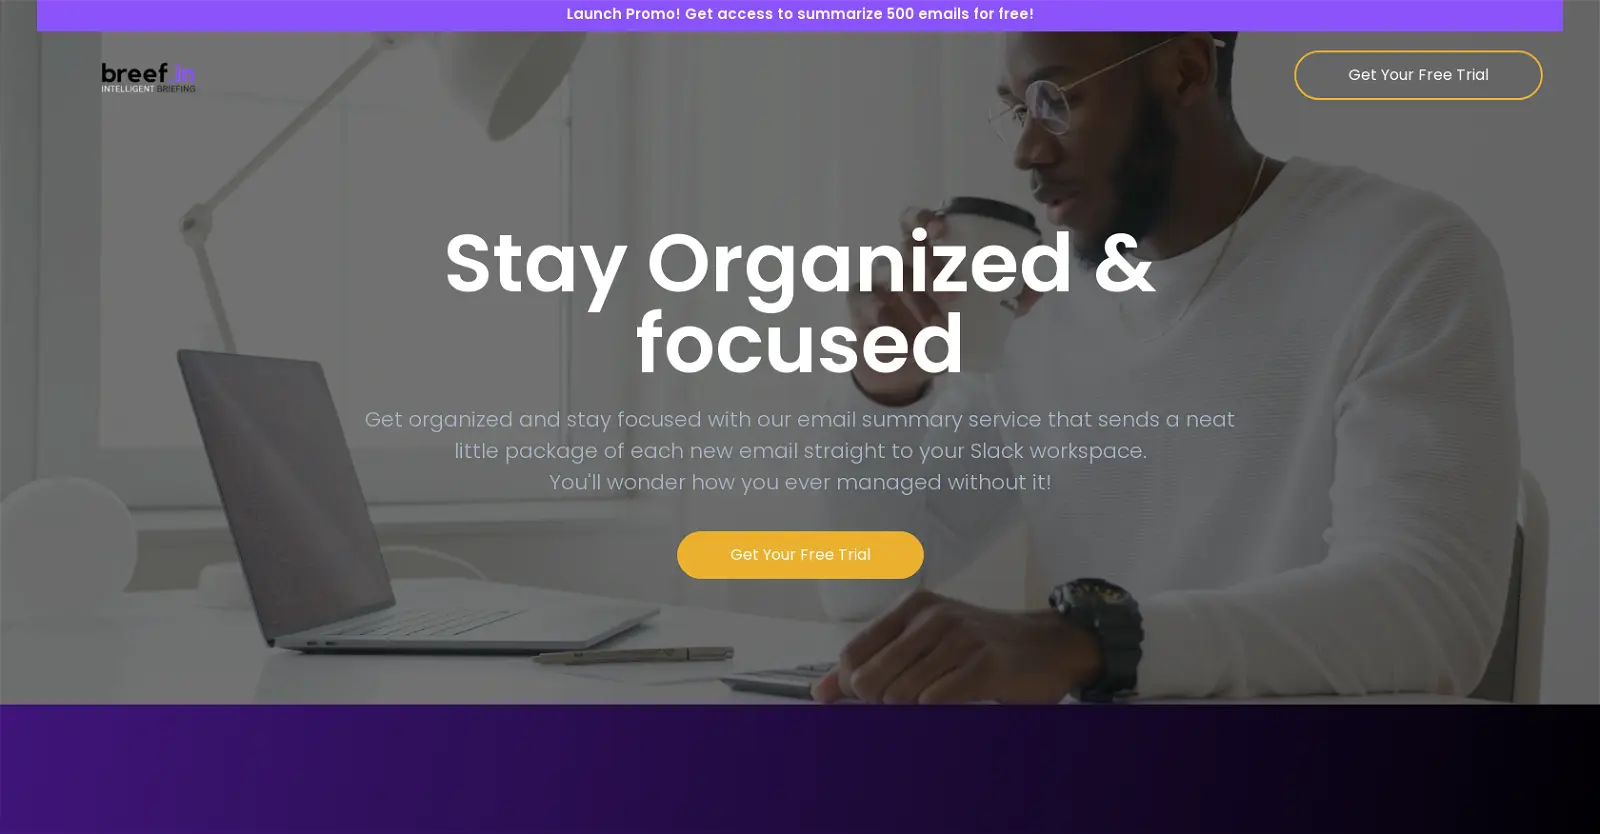 Launch Promo! Get access to summarize 500 emails for free!
breef.in
INTELLIGENT BRIEFING
Get Your Free Trial
Stay Organized &
focused
Get organized and stay focused with our email summary service that sends a neat
little package of each new email straight to your Slack workspace.
You'll wonder how you ever managed without it!
Get Your Free Trial